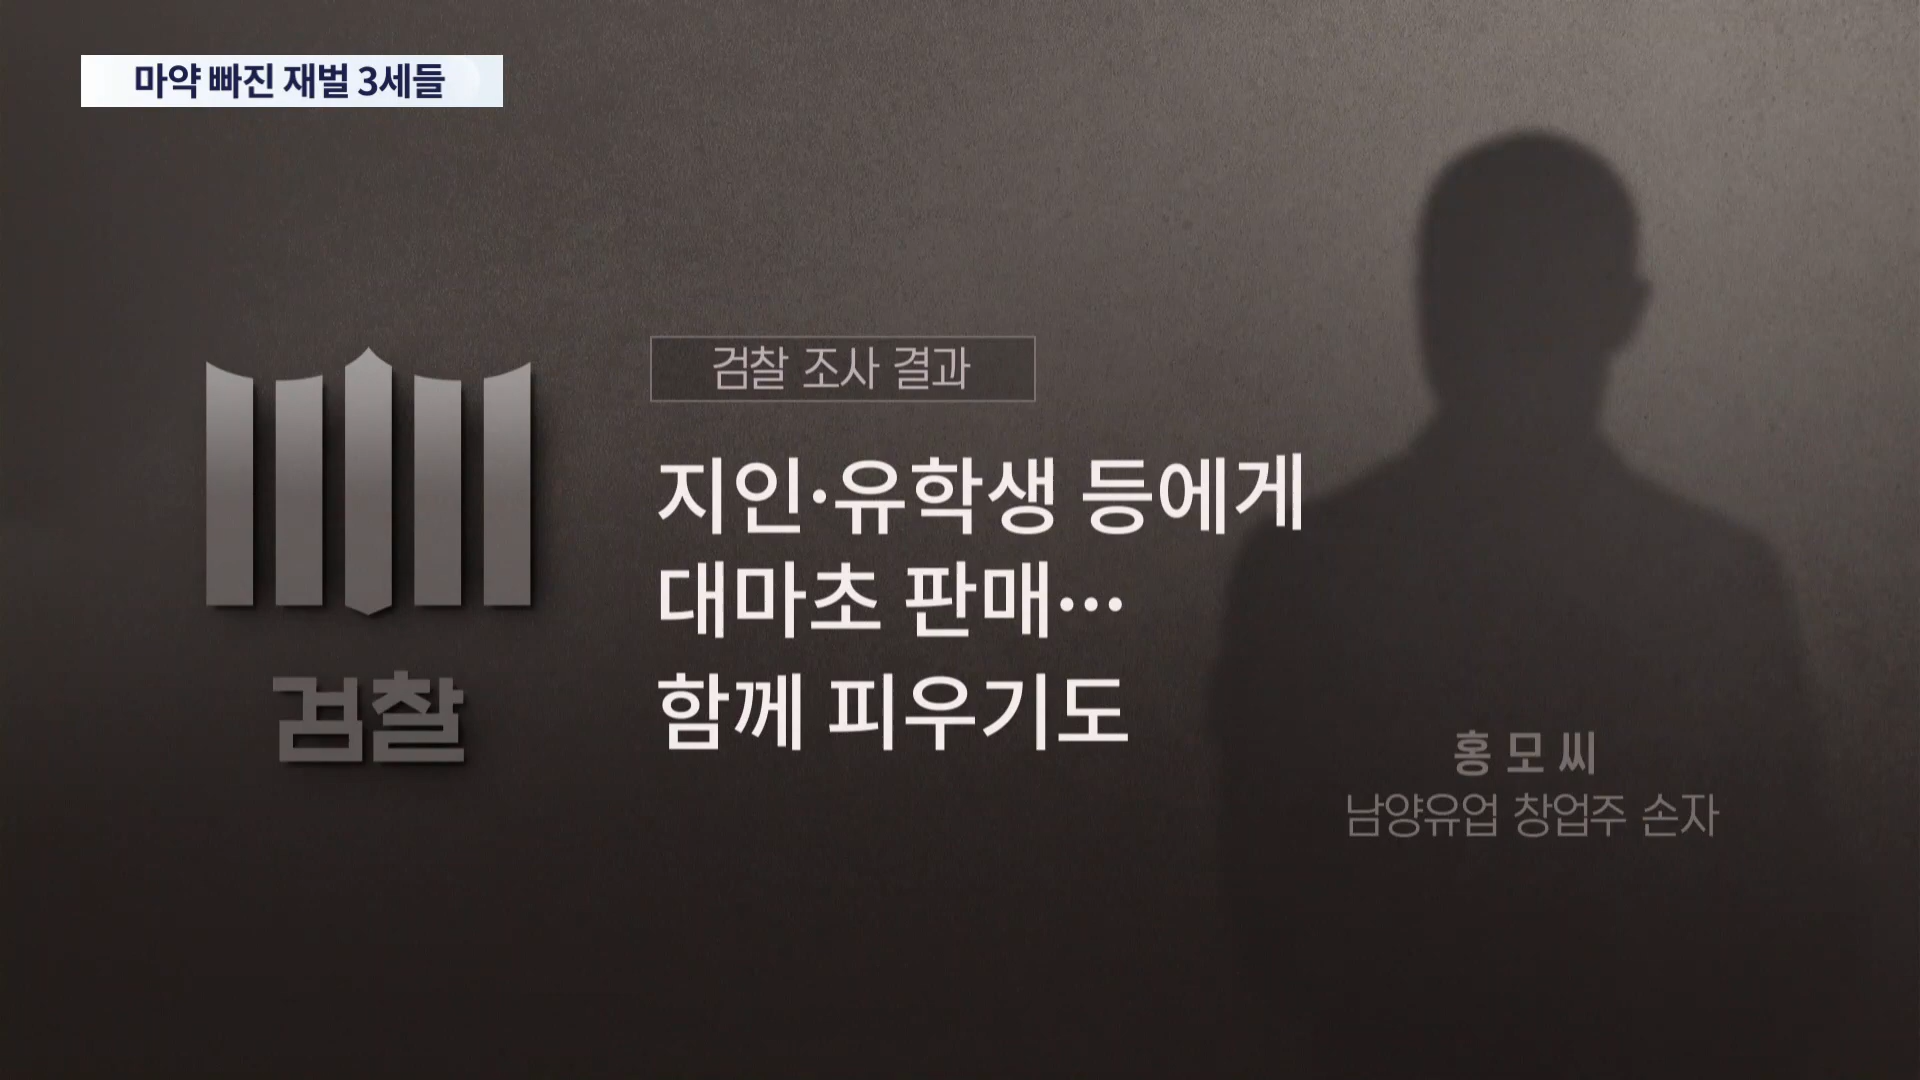 마약 빠진 재벌 3세들
검찰 조사 결과
지인·유학생 등에게
대마초 판매…
함께 피우기도
검찰
홍 모 씨
남양유업 창업주 손자